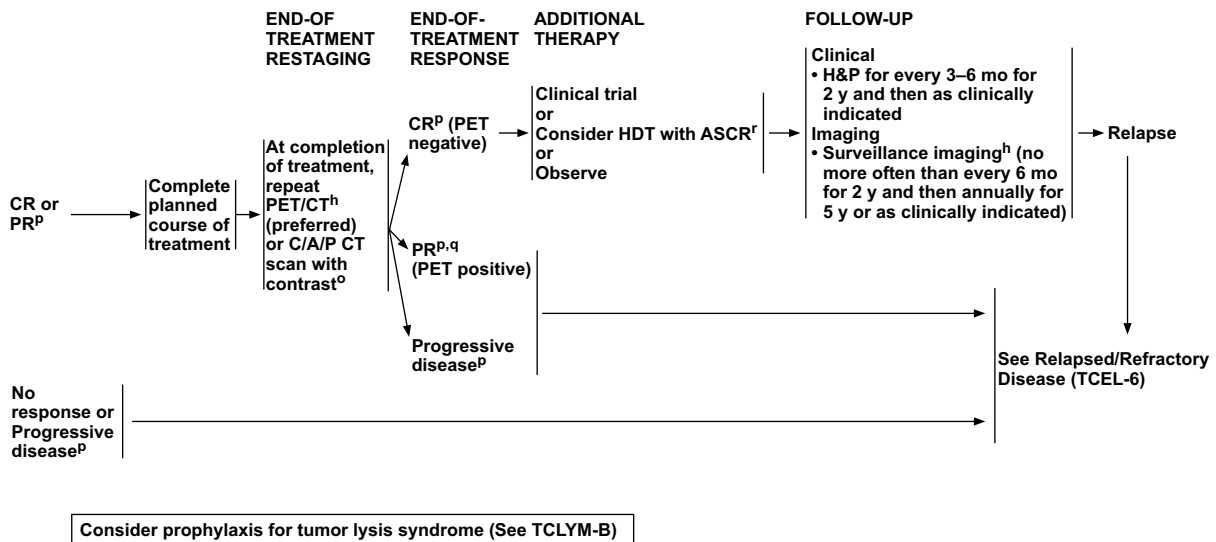 END-OF
TREATMENT
RESTAGING
END-OF-
TREATMENT
RESPONSE
ADDITIONAL
THERAPY
FOLLOW-UP
CR or
PRp
Complete
planned
course of
treatment
At completion
of treatment,
repeat
PET/CTh
(preferred)
or C/A/P CT
scan with
contrasto
CRp (PET
negative)
PRp,q
(PET positive)
Progressive
diseasep
Clinical trial
or
Consider HDT with ASCRr
or
Observe
Clinical
• H&P for every 3–6 mo for
2 y and then as clinically
indicated
Imaging
• Surveillance imagingh (no
more often than every 6 mo
for 2 y and then annually for
5 y or as clinically indicated)
Relapse
See Relapsed/Refractory
Disease (TCEL-6)
No
response or
Progressive
diseasep
Consider prophylaxis for tumor lysis syndrome (See TCLYM-B)